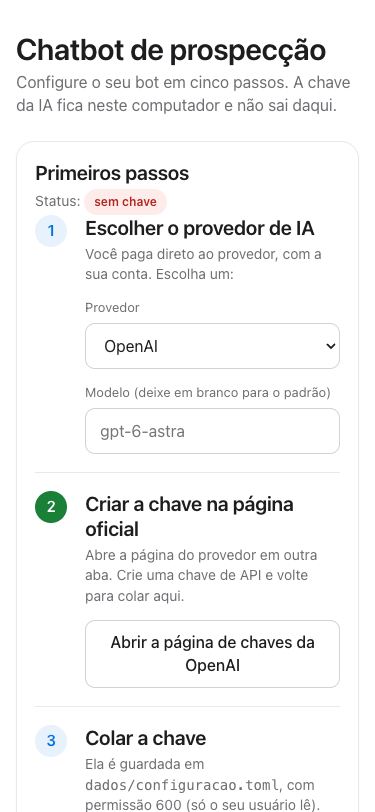 Chatbot de prospecção
Configure o seu bot em cinco passos. A chave
da IA fica neste computador e não sai daqui.
Primeiros passos
Status: sem chave
1
Escolher o provedor de IA
Você paga direto ao provedor, com a
sua conta. Escolha um:
Provedor
OpenAI
Modelo (deixe em branco para o padrão)
gpt-6-astra
2
Criar a chave na página
oficial
Abre a página do provedor em outra
aba. Crie uma chave de API e volte
para colar aqui.
Abrir a página de chaves da
OpenAI
3
Colar a chave
Ela é guardada em
dados/configuracao.toml, com
permissão 600 (só o seu usuário lê).